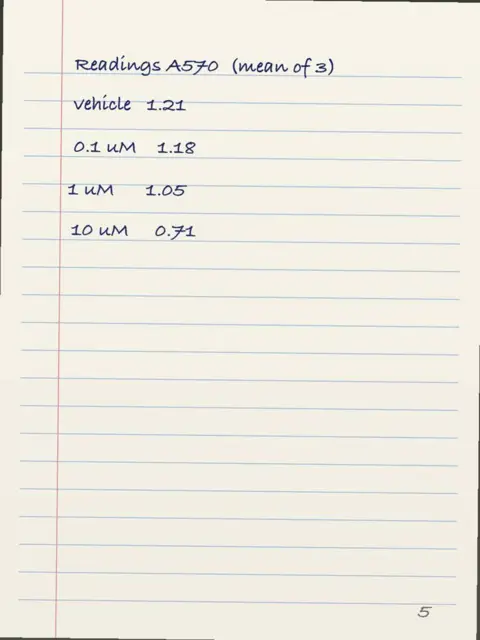 Readings A570 (mean of 3)
vehicle 1.21
0.1 uM 1.18
1 uM 1.05
10 uM 0.71
5